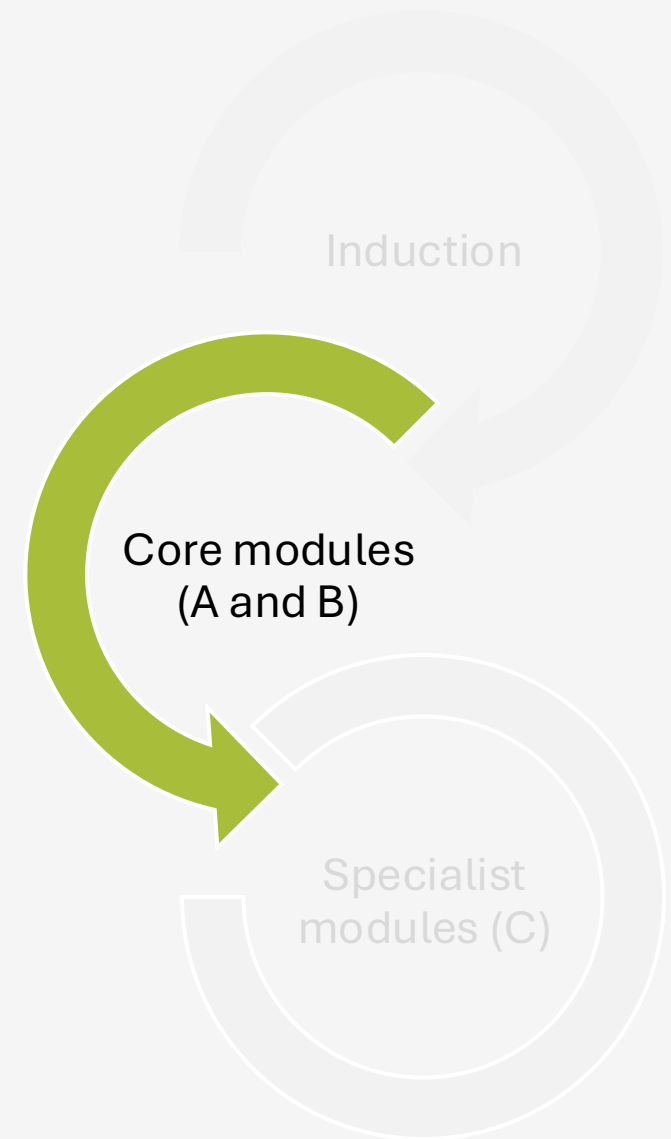 Induction
Core modules
(A and B)
Specialist
modules (C)